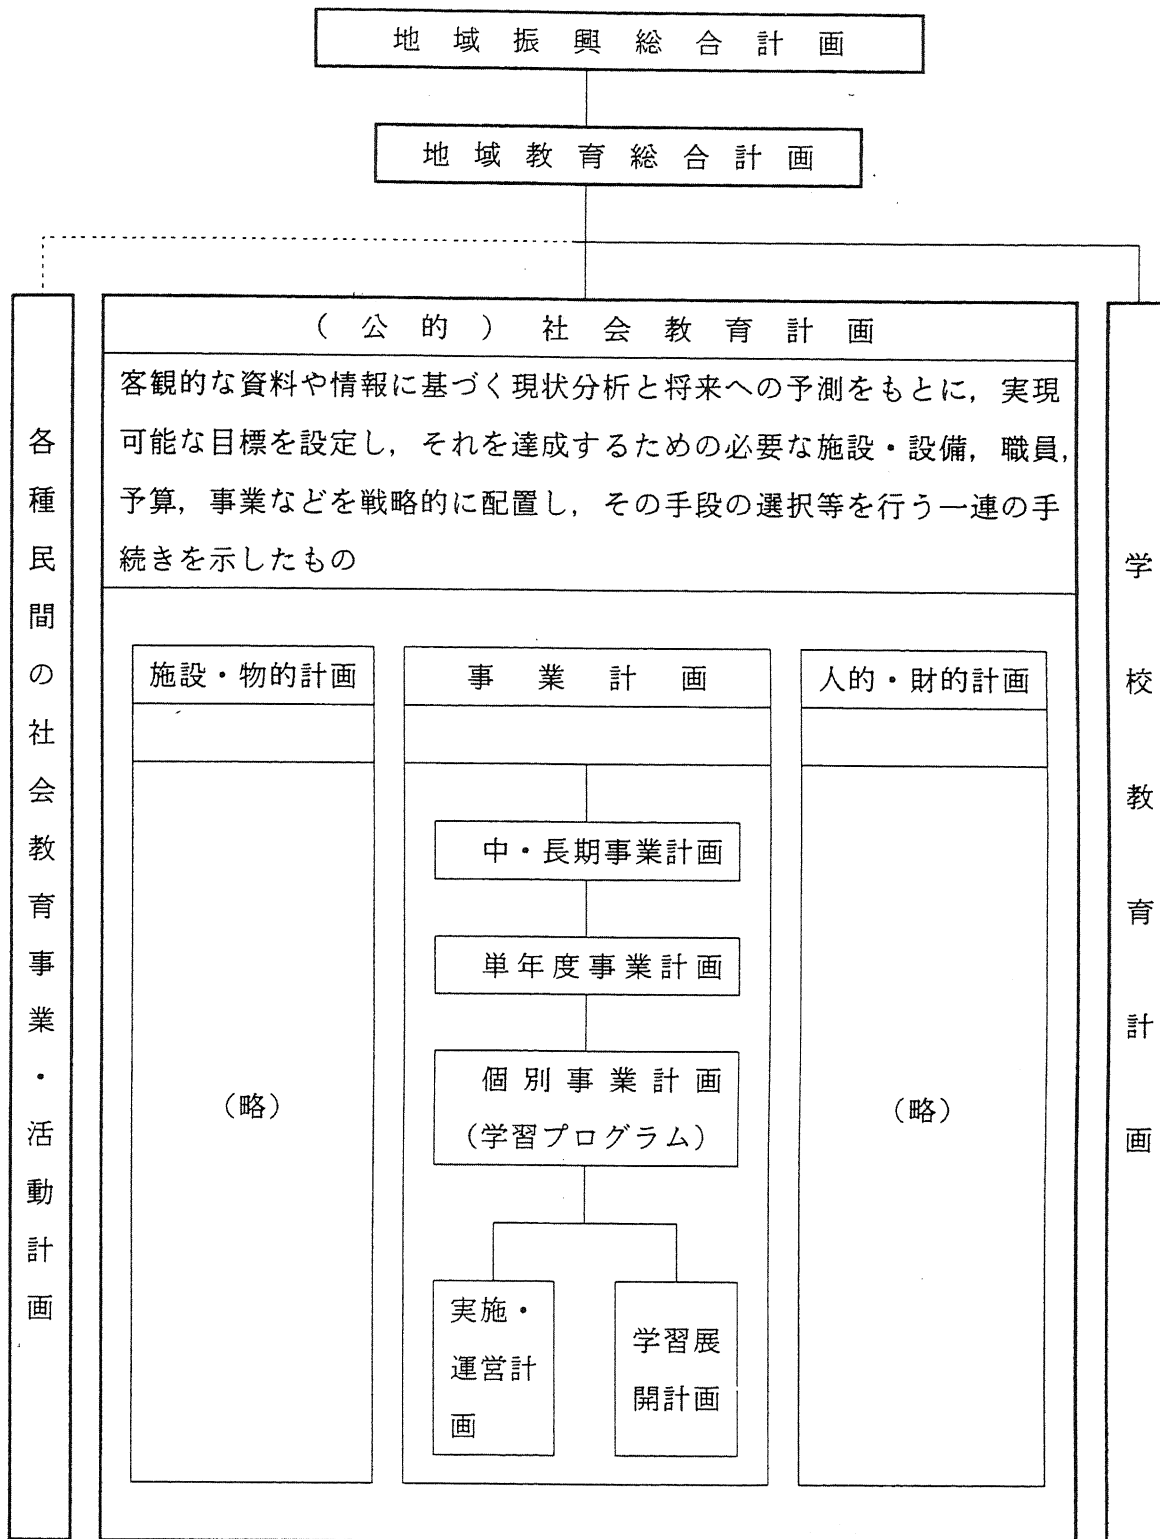 地域振興総合計画
地域教育総合計画
各種民間の社会教育事業・活動計画
(公的)社会教育計画
客観的な資料や情報に基づく現状分析と将来への予測をもとに，実現
可能な目標を設定し，それを達成するための必要な施設・設備，職員，
予算，事業などを戦略的に配置し，その手段の選択等を行う一連の手
続きを示したもの
施設・物的計画
(略)
事業計画
中・長期事業計画
単年度事業計画
個別事業計画
(学習プログラム)
実施・
運営計
画
学習展
開計画
人的・財的計画
(略)
学校教育計画